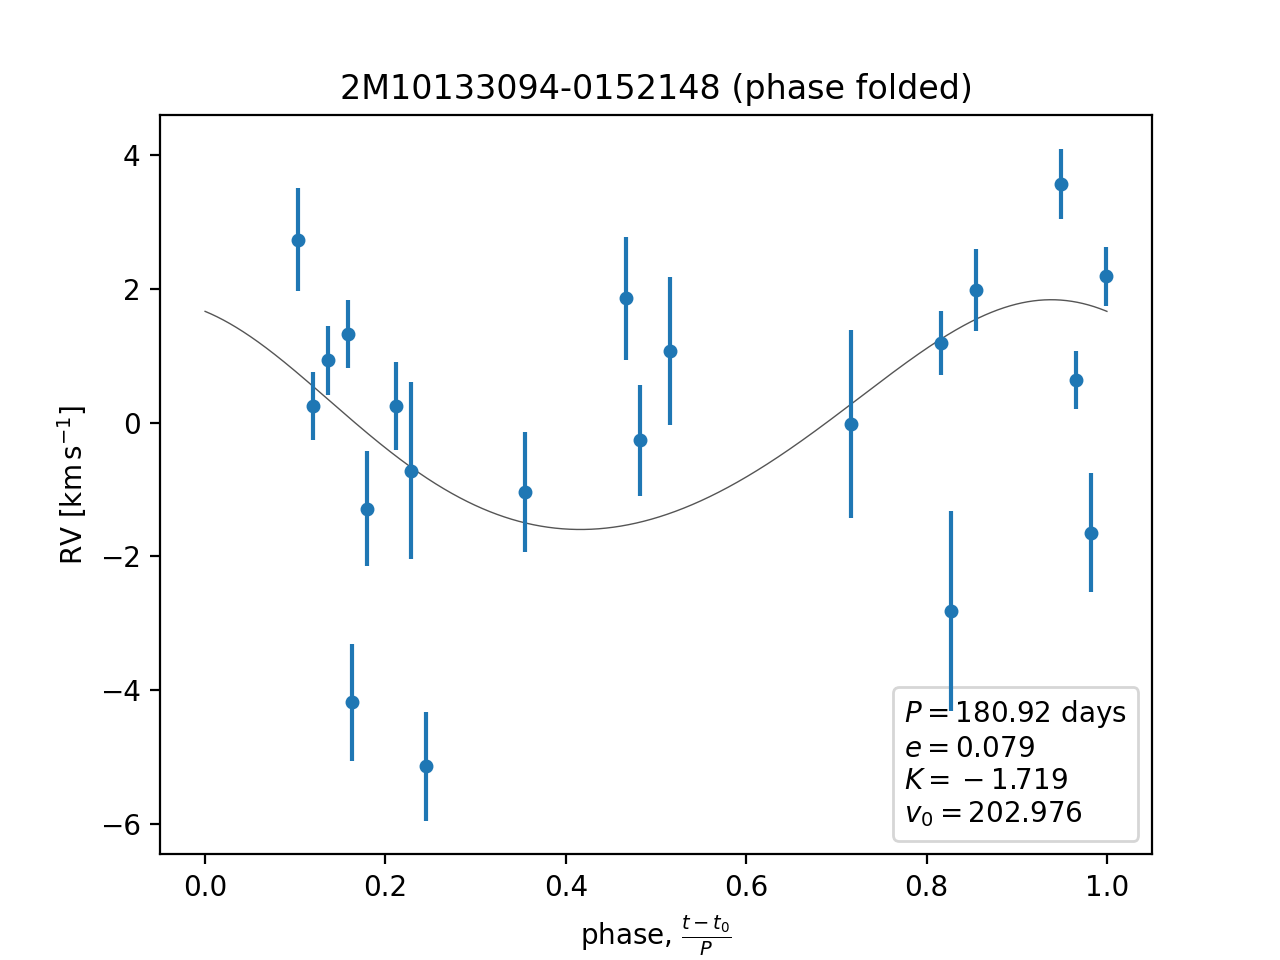 2M10133094-0152148 (phase folded)
RV [km s⁻¹]
4
2
0
−2
−4
−6
P = 180.92 days
e = 0.079
K = −1.719
v₀ = 202.976
0.0 0.2 0.4 0.6 0.8 1.0
phase, (t − t₀)/P